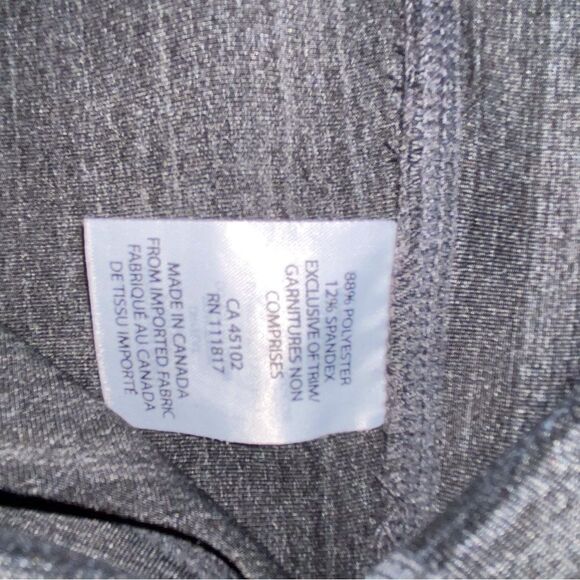 88% POLYESTER
12% SPANDEX
EXCLUSIVE OF TRIM/
GARNITURES NON
COMPRISES
CA 45102
RN 111817
MADE IN CANADA
FROM IMPORTED FABRIC
FABRIQUÉ AU CANADA
DE TISSU IMPORTÉ